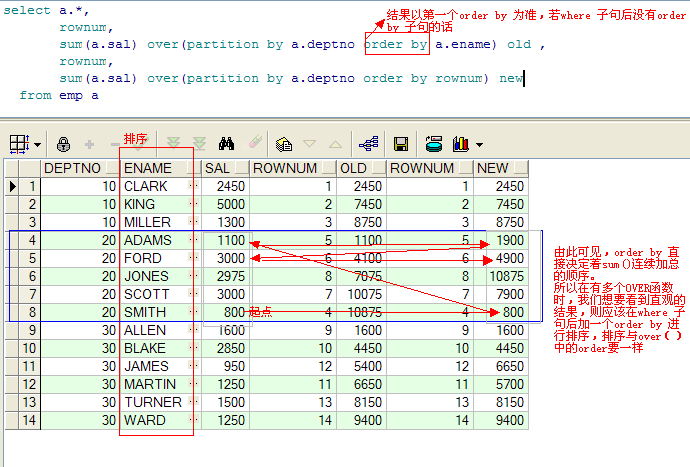 select a.*,
rownum,
sum(a.sal) over(partition by a.deptno order by a.ename) old ,
rownum,
sum(a.sal) over(partition by a.deptno order by rownum) new
from emp a
结果以第一个order by 为准，若where 子句后没有order
by 子句的话
排序
DEPTNO ENAME SAL ROWNUM OLD ROWNUM NEW
1 10 CLARK 2450 1 2450 1 2450
2 10 KING 5000 2 7450 2 7450
3 10 MILLER 1300 3 8750 3 8750
4 20 ADAMS 1100 5 1100 5 1900
5 20 FORD 3000 6 4100 6 4900
6 20 JONES 2975 8 7075 8 10875
7 20 SCOTT 3000 7 10075 7 7900
8 20 SMITH 800 起点 4 10875 4 800
9 30 ALLEN 1600 9 1600 9 1600
10 30 BLAKE 2850 10 4450 10 4450
11 30 JAMES 950 12 5400 12 6650
12 30 MARTIN 1250 11 6650 11 5700
13 30 TURNER 1500 13 8150 13 8150
14 30 WARD 1250 14 9400 14 9400
由此可见，order by 直
接决定着sum()连续加总
的顺序。
所以在有多个OVER函数
时，我们想要看到直观的
结果，则应该在where 子
句后加一个order by 进
行排序，排序与over()
中的order要一样